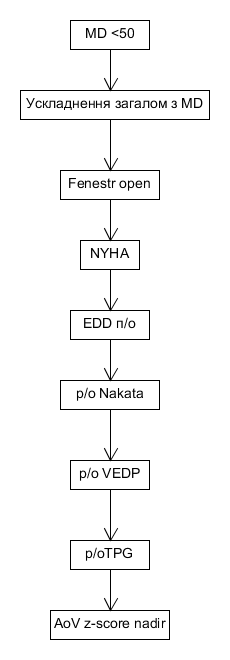 MD <50
Ускладнення загалом з MD
Fenestr open
NYHA
EDD п/о
p/o Nakata
p/o VEDP
p/oTPG
AoV z-score nadir